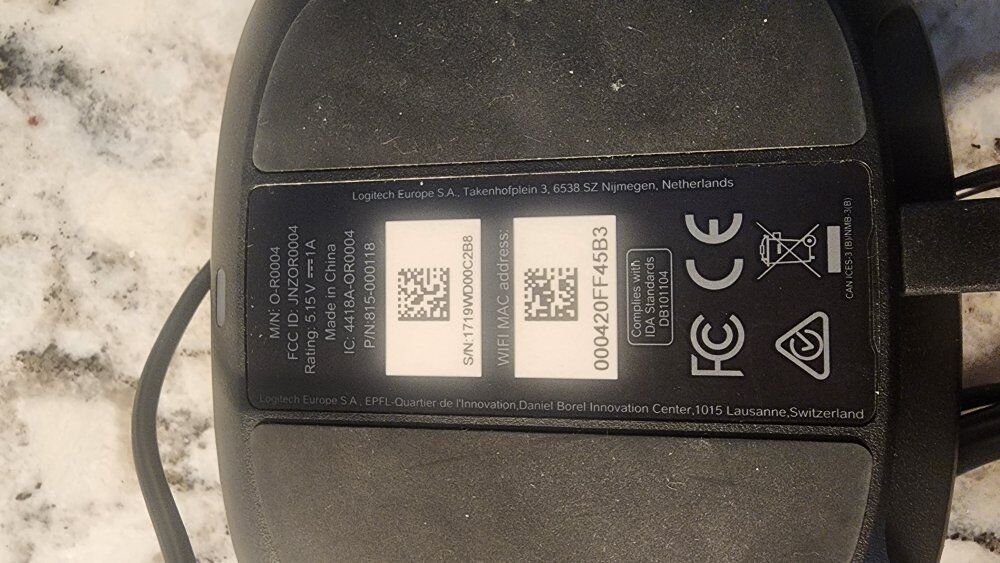 Logitech Europe S.A., Takenhofplein 3, 6538 SZ Nijmegen, Netherlands
M/N: O-R0004
FCC ID: JNZOR0004
Rating: 5.15 V ⎓ 1A
Made in China
IC: 4418A-OR0004
P/N:815-000118
S/N:1719WD00C2B8
WIFI MAC address:
000420FF45B3
Complies with
IDA Standards
DB101104
FC CE
CAN ICES-3 (B)/NMB-3(B)
Logitech Europe S.A., EPFL-Quartier de l'Innovation,Daniel Borel Innovation Center,1015 Lausanne,Switzerland